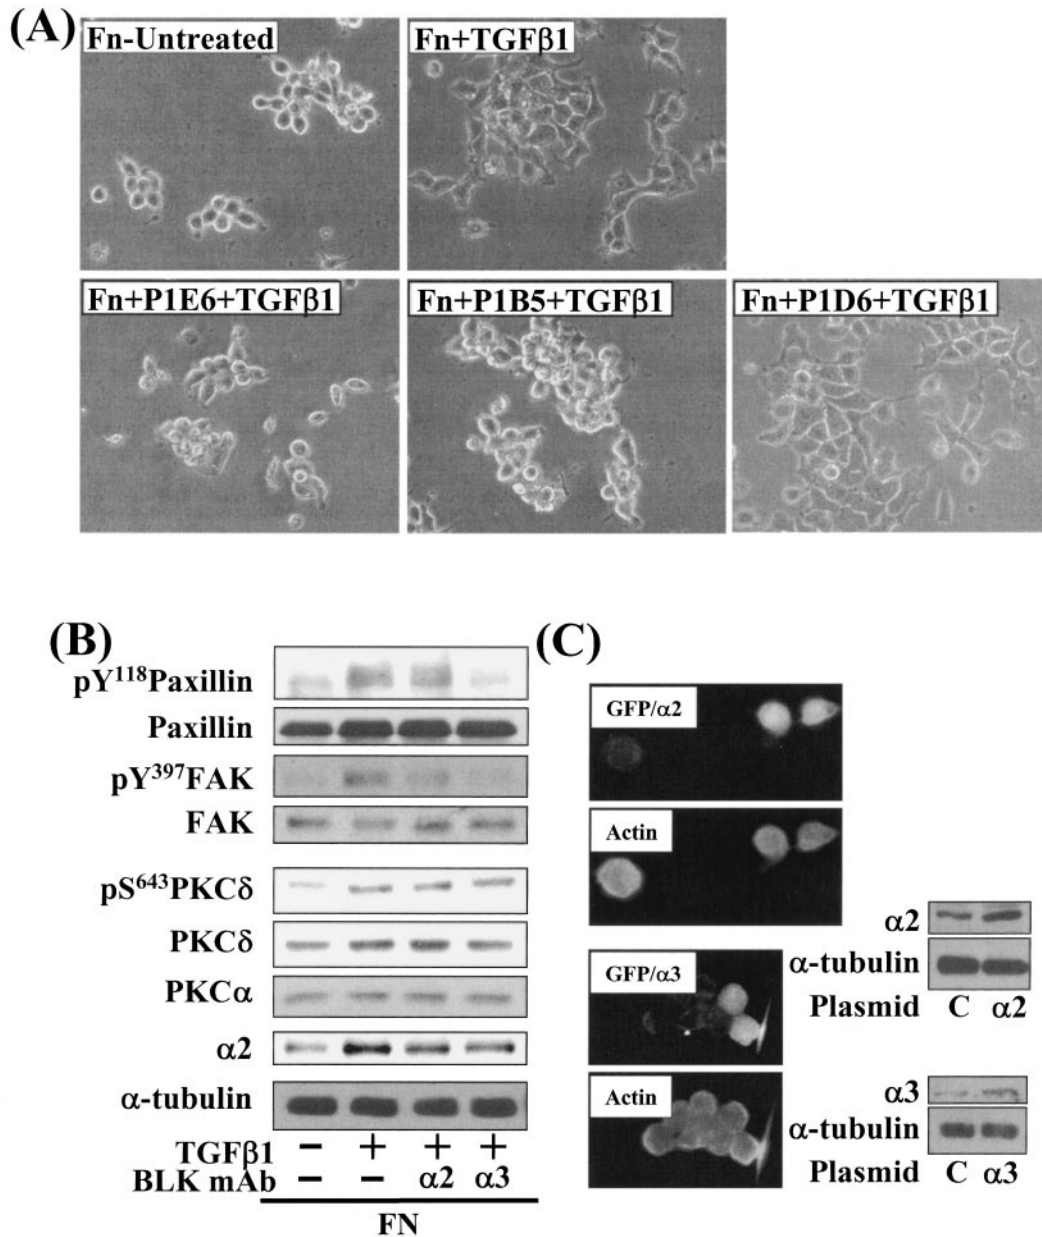 (A)
Fn-Untreated
Fn+TGFβ1
Fn+P1E6+TGFβ1
Fn+P1B5+TGFβ1
Fn+P1D6+TGFβ1
(B)
pY¹¹⁸Paxillin
Paxillin
pY³⁹⁷FAK
FAK
pS⁶⁴³PKCδ
PKCδ
PKCα
α2
α-tubulin
TGFβ1 – + + +
BLK mAb – – α2 α3
FN
(C)
GFP/α2
Actin
GFP/α3
Actin
α2
α-tubulin
Plasmid C α2
α3
α-tubulin
Plasmid C α3